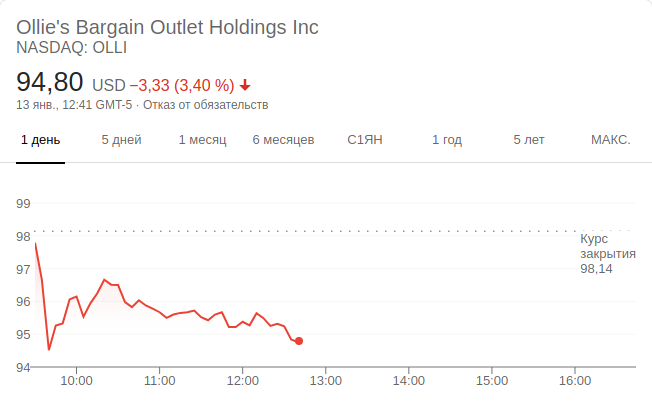 Ollie's Bargain Outlet Holdings Inc
NASDAQ: OLLI
94,80 USD −3,33 (3,40 %)
13 янв., 12:41 GMT-5 · Отказ от обязательств
1 день 5 дней 1 месяц 6 месяцев С1ЯН 1 год 5 лет МАКС.
99
98
Курс
закрытия
98,14
97
96
95
94
10:00 11:00 12:00 13:00 14:00 15:00 16:00